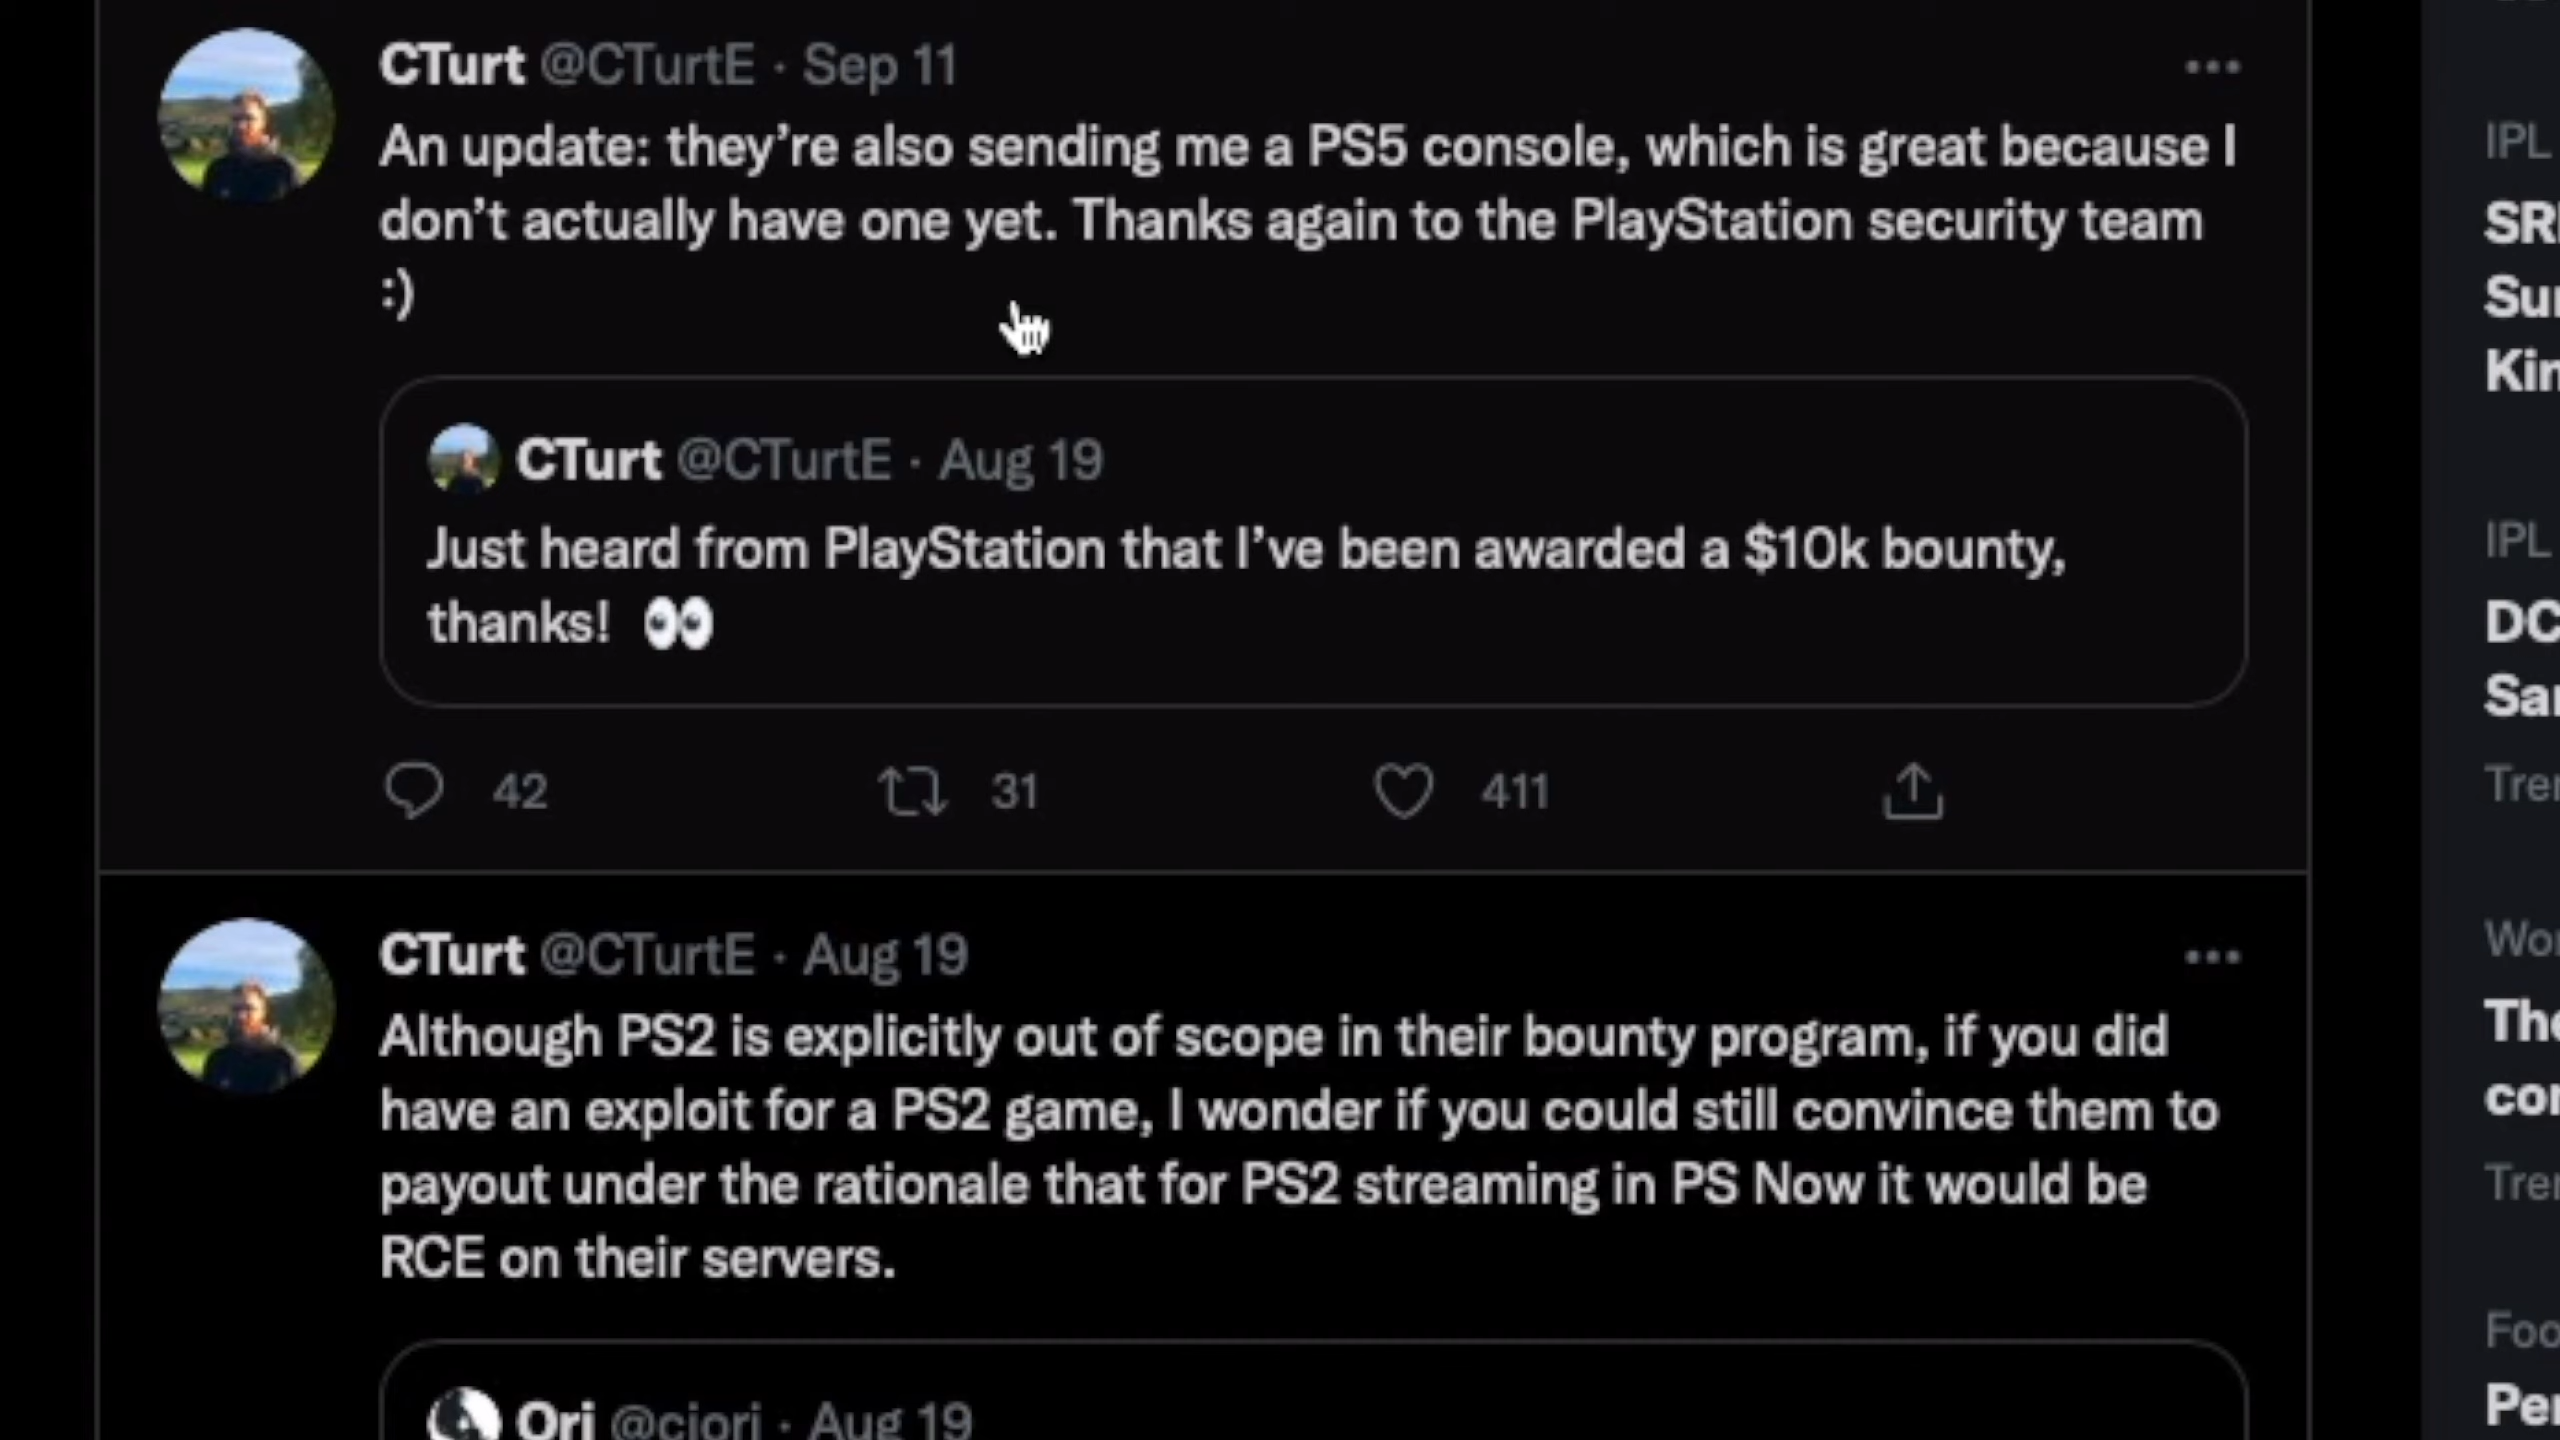 CTurt @CTurtE · Sep 11
An update: they're also sending me a PS5 console, which is great because I
don't actually have one yet. Thanks again to the PlayStation security team
:)
CTurt @CTurtE · Aug 19
Just heard from PlayStation that I've been awarded a $10k bounty,
thanks! 👀
42 31 411
CTurt @CTurtE · Aug 19
Although PS2 is explicitly out of scope in their bounty program, if you did
have an exploit for a PS2 game, I wonder if you could still convince them to
payout under the rationale that for PS2 streaming in PS Now it would be
RCE on their servers.
Ori @ciori · Aug 19
IPL
IPL
DC